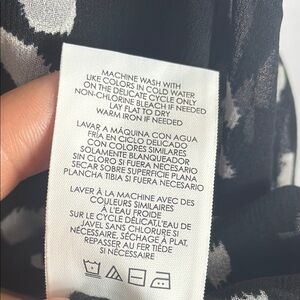 MACHINE WASH WITH
LIKE COLORS IN COLD WATER
ON THE DELICATE CYCLE ONLY
NON-CHLORINE BLEACH IF NEEDED
LAY FLAT TO DRY
WARM IRON IF NEEDED
LAVAR A MÁQUINA CON AGUA
FRÍA EN CICLO DELICADO
CON COLORES SIMILARES
SOLAMENTE BLANQUEADOR
SIN CLORO SI FUERA NECESARIO
SECAR SOBRE SUPERFICIE PLANA
PLANCHA TIBIA SI FUERA NECESARIO
LAVER À LA MACHINE AVEC DES
COULEURS SIMILAIRES
À L'EAU FROIDE
SUR LE CYCLE DÉLICAT,L'EAU DE
JAVEL SANS CHLORURE SI
NÉCESSAIRE, SÉCHAGE À PLAT,
REPASSER AU FER TIÈDE
SI NÉCESSAIRE